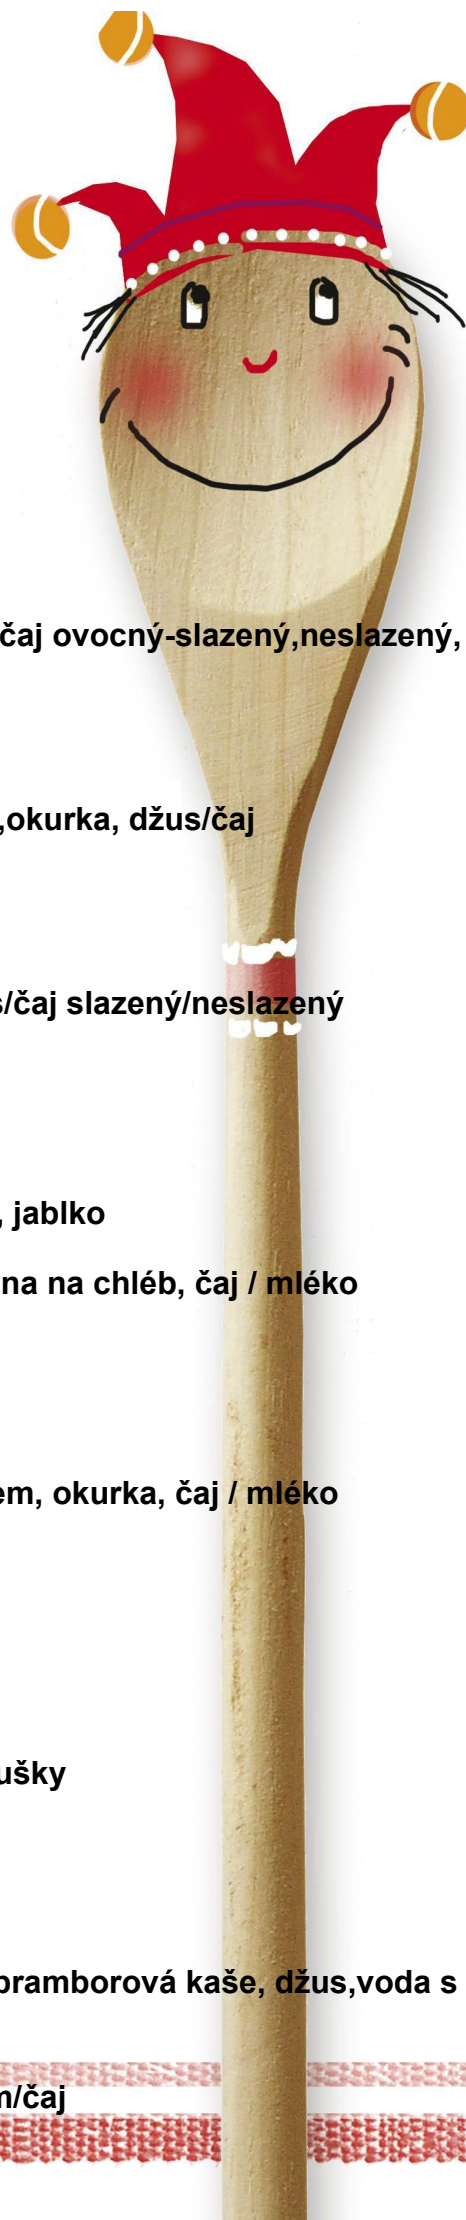 čaj ovocný-slazený,neslazený,
,okurka, džus/čaj
/čaj slazený/neslazený
, jablko
na na chléb, čaj / mléko
em, okurka, čaj / mléko
ušky
bramborová kaše, džus,voda s
/čaj